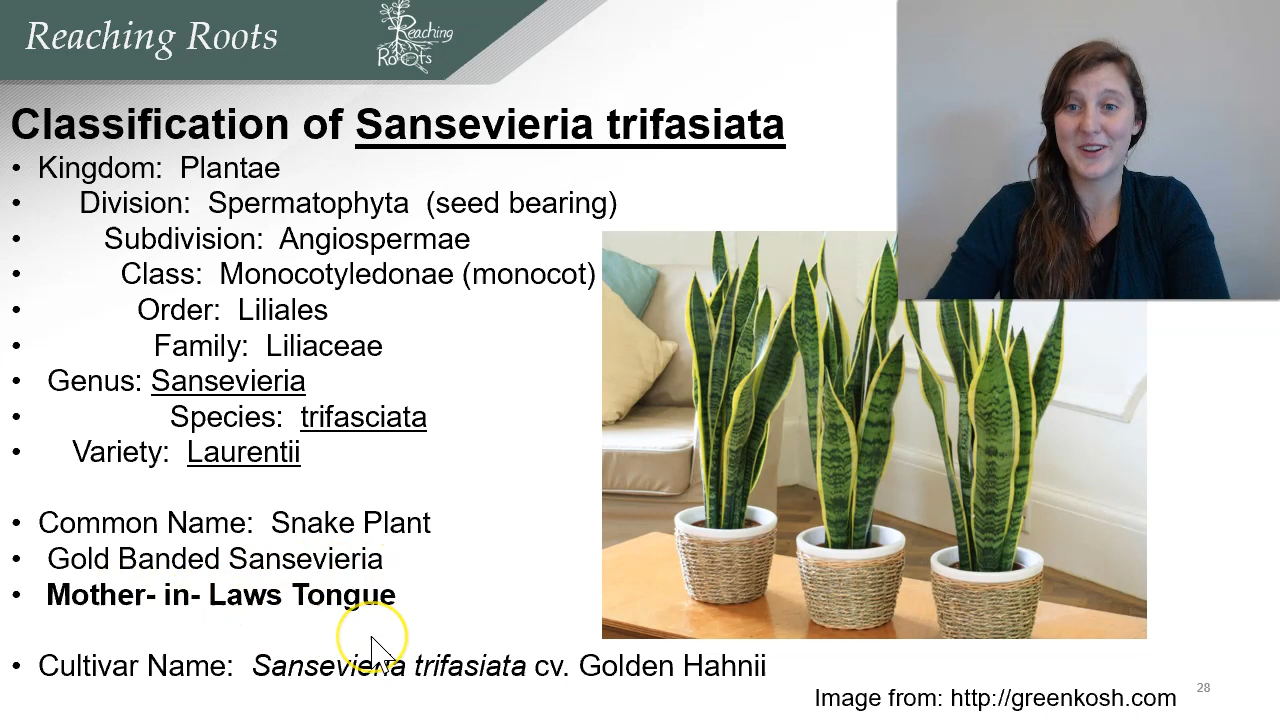 Reaching Roots
Reaching
Roots
Classification of Sansevieria trifasiata
• Kingdom: Plantae
• Division: Spermatophyta (seed bearing)
• Subdivision: Angiospermae
• Class: Monocotyledonae (monocot)
• Order: Liliales
• Family: Liliaceae
• Genus: Sansevieria
• Species: trifasciata
• Variety: Laurentii
• Common Name: Snake Plant
• Gold Banded Sansevieria
• Mother- in- Laws Tongue
• Cultivar Name: Sansevieria trifasiata cv. Golden Hahnii
Image from: http://greenkosh.com
28